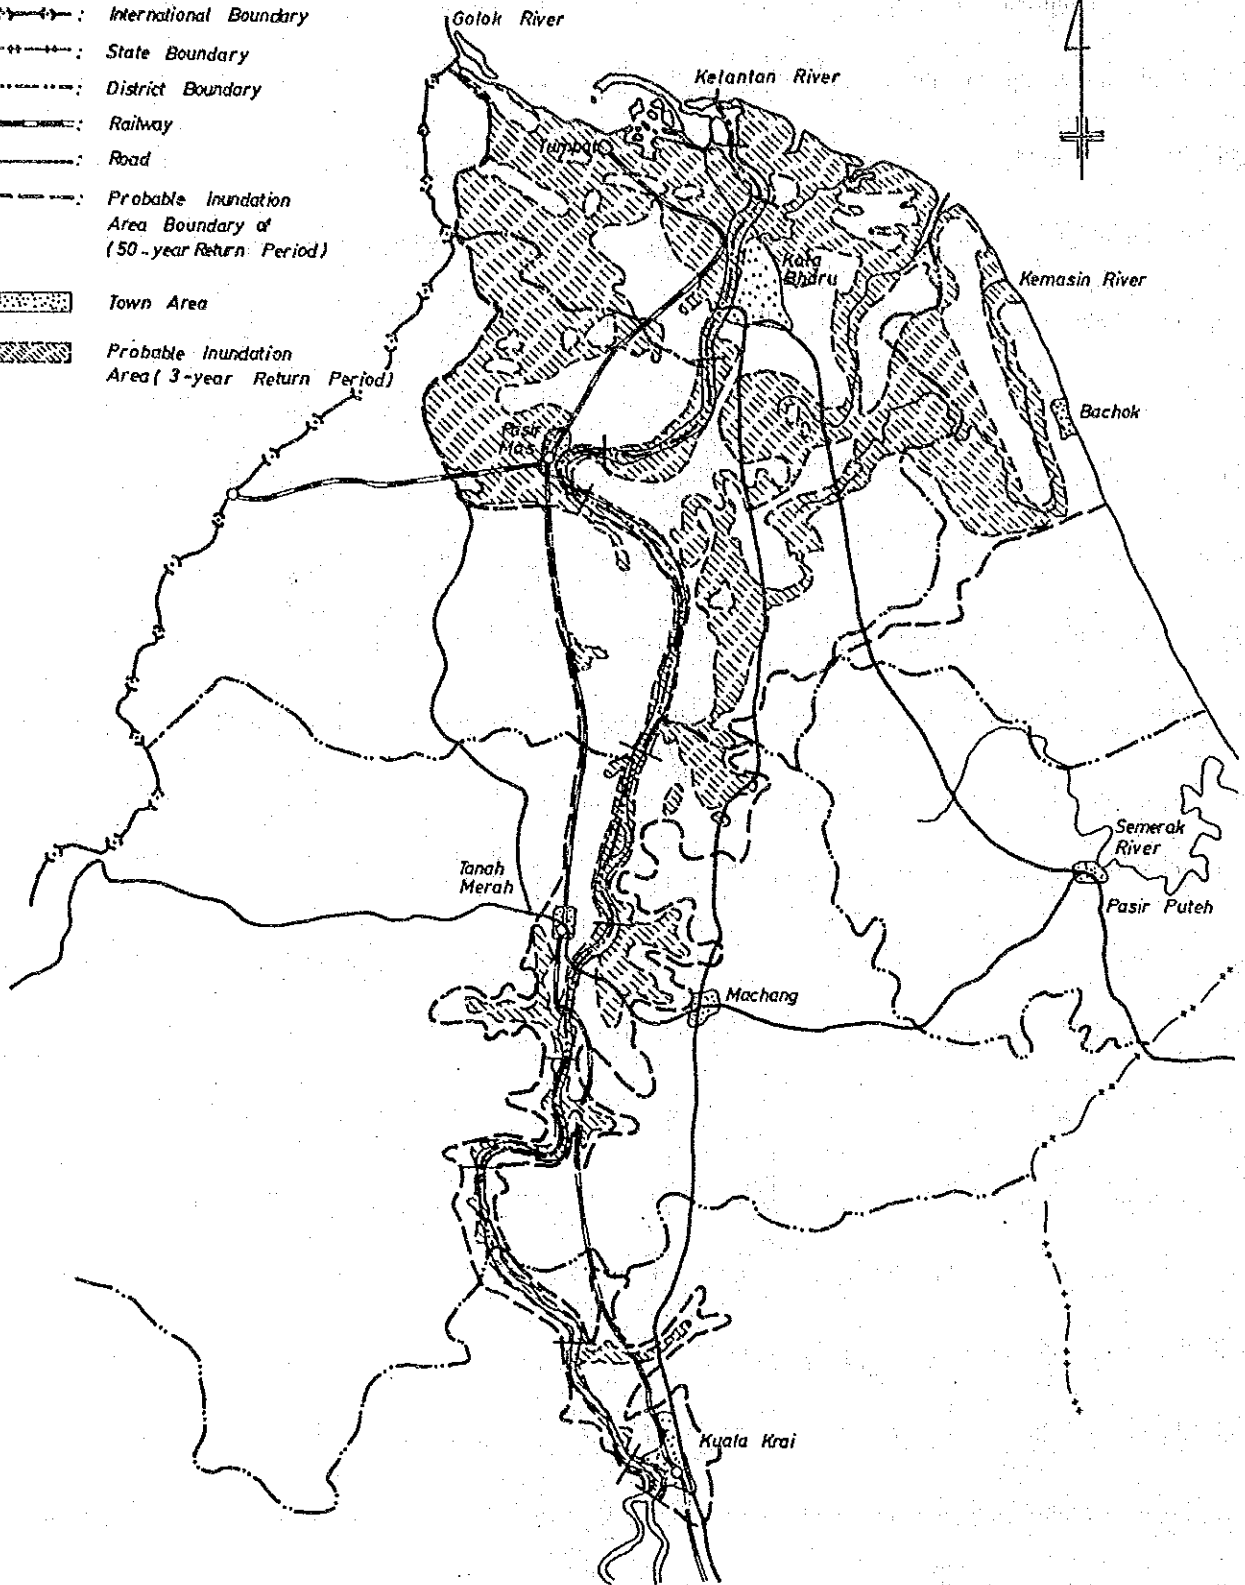 International Boundary
State Boundary
District Boundary
Railway
Road
Probable Inundation
Area Boundary of
(50-year Return Period)
Town Area
Probable Inundation
Area (3-year Return Period)
Golok River
Kelantan River
Tumpat
Kota
Bharu
Kemasin River
Bachok
Pasir
Mas
Semerak
River
Pasir Puteh
Tanah
Merah
Machang
Kuala Krai